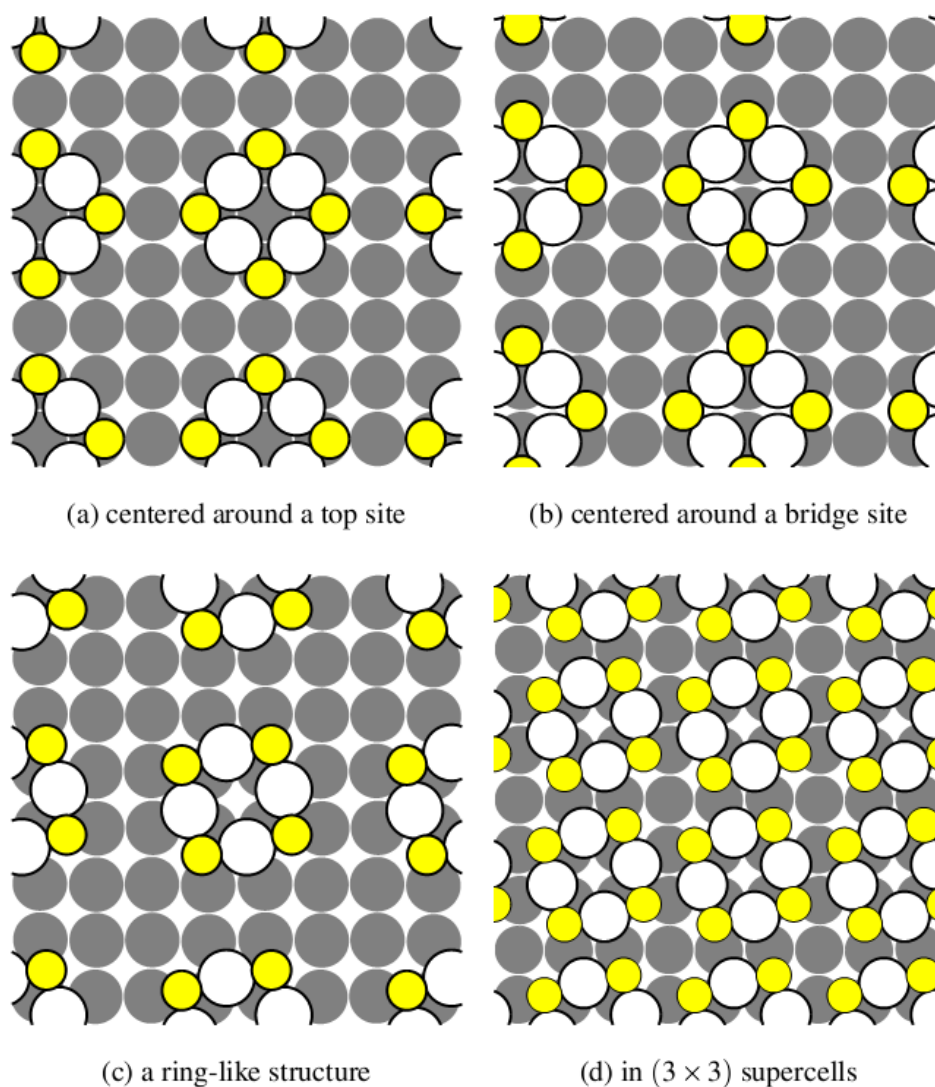 (a) centered around a top site
(b) centered around a bridge site
(c) a ring-like structure
(d) in (3 × 3) supercells